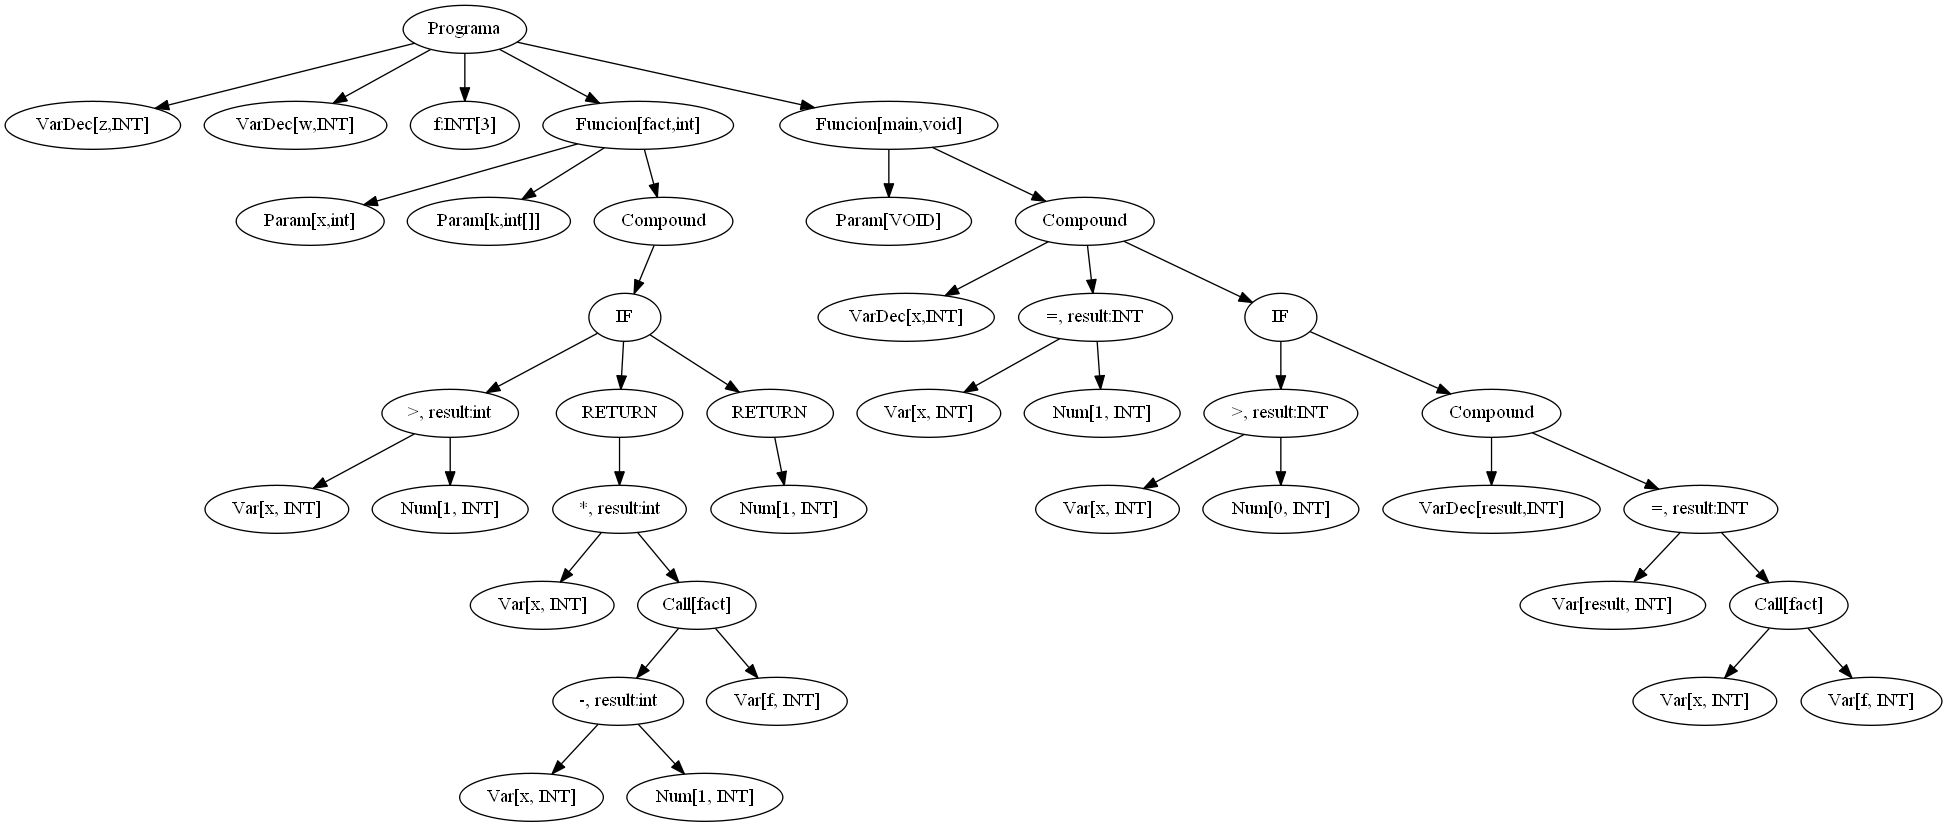 Programa
VarDec[z,INT]
VarDec[w,INT]
f:INT[3]
Funcion[fact,int]
Funcion[main,void]
Param[x,int]
Param[k,int[]]
Compound
Param[VOID]
Compound
IF
VarDec[x,INT]
=, result:INT
IF
>, result:int
RETURN
RETURN
Var[x, INT]
Num[1, INT]
>, result:INT
Compound
Var[x, INT]
Num[1, INT]
*, result:int
Num[1, INT]
Var[x, INT]
Num[0, INT]
VarDec[result,INT]
=, result:INT
Var[x, INT]
Call[fact]
Var[result, INT]
Call[fact]
-, result:int
Var[f, INT]
Var[x, INT]
Var[f, INT]
Var[x, INT]
Num[1, INT]